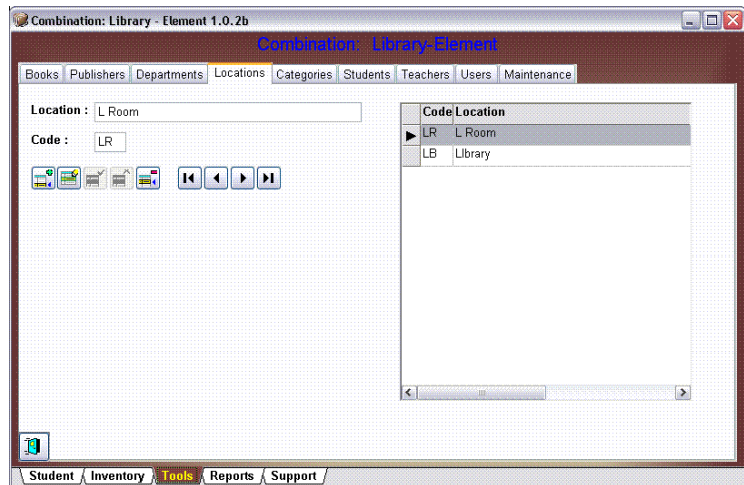 Combination: Library - Element 1.0.2b
Combination: Library-Element
Books Publishers Departments Locations Categories Students Teachers Users Maintenance
Location : L Room
Code : LR
Code Location
LR L Room
LB LIbrary
Student Inventory Tools Reports Support